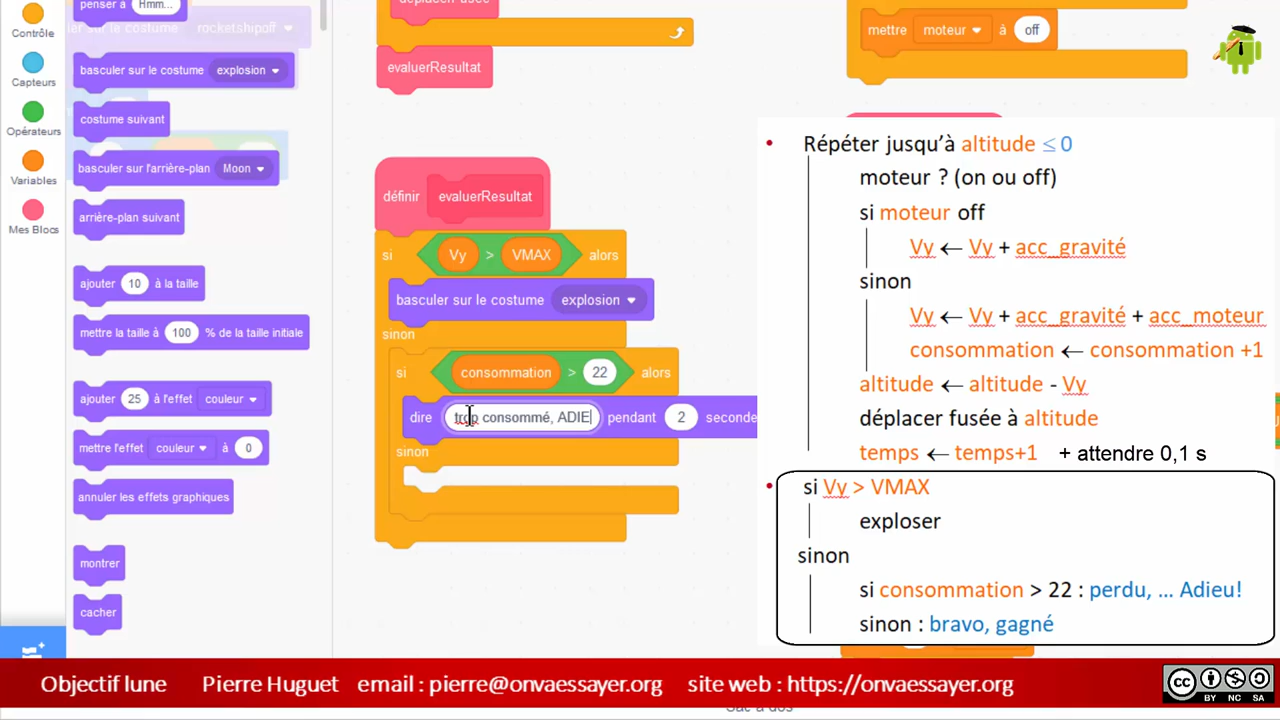 penser à Hmm...
Contrôle
rocketshipoff
basculer sur le costume explosion
Capteurs
costume suivant
Opérateurs
basculer sur l'arrière-plan Moon
Variables
arrière-plan suivant
Mes Blocs
ajouter 10 à la taille
mettre la taille à 100 % de la taille initiale
ajouter 25 à l'effet couleur
mettre l'effet couleur à 0
annuler les effets graphiques
montrer
cacher
evaluerResultat
mettre moteur à off
définir evaluerResultat
si Vy > VMAX alors
basculer sur le costume explosion
sinon
si consommation > 22 alors
dire trop consommé, ADIE pendant 2 seconde
sinon
• Répéter jusqu’à altitude ≤ 0
moteur ? (on ou off)
si moteur off
Vy ← Vy + acc_gravité
sinon
Vy ← Vy + acc_gravité + acc_moteur
consommation ← consommation +1
altitude ← altitude - Vy
déplacer fusée à altitude
temps ← temps+1 + attendre 0,1 s
• si Vy > VMAX
exploser
sinon
si consommation > 22 : perdu, ... Adieu!
sinon : bravo, gagné
Objectif lune Pierre Huguet email : pierre@onvaessayer.org site web : https://onvaessayer.org
cc BY NC SA